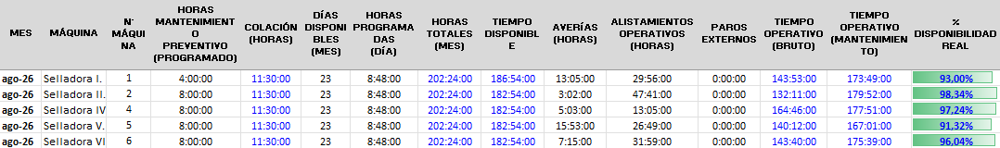 MES MÁQUINA N° MÁQUINA HORAS MANTENIMIENTO PREVENTIVO (PROGRAMADO) COLACIÓN (HORAS) DÍAS DISPONIBLES (MES) HORAS PROGRAMADAS (DÍA) HORAS TOTALES (MES) TIEMPO DISPONIBLE AVERÍAS (HORAS) ALISTAMIENTOS OPERATIVOS (HORAS) PAROS EXTERNOS TIEMPO OPERATIVO (BRUTO) TIEMPO OPERATIVO (MANTENIMIENTO) % DISPONIBILIDAD REAL
ago-26 Selladora I. 1 4:00:00 11:30:00 23 8:48:00 202:24:00 186:54:00 13:05:00 29:56:00 0:00:00 143:53:00 173:49:00 93,00%
ago-26 Selladora II. 2 8:00:00 11:30:00 23 8:48:00 202:24:00 182:54:00 3:02:00 47:41:00 0:00:00 132:11:00 179:52:00 98,34%
ago-26 Selladora IV 4 8:00:00 11:30:00 23 8:48:00 202:24:00 182:54:00 5:03:00 13:05:00 0:00:00 164:46:00 177:51:00 97,24%
ago-26 Selladora V. 5 8:00:00 11:30:00 23 8:48:00 202:24:00 182:54:00 15:53:00 26:49:00 0:00:00 140:12:00 167:01:00 91,32%
ago-26 Selladora VI 6 8:00:00 11:30:00 23 8:48:00 202:24:00 182:54:00 7:15:00 31:59:00 0:00:00 143:40:00 175:39:00 96,04%